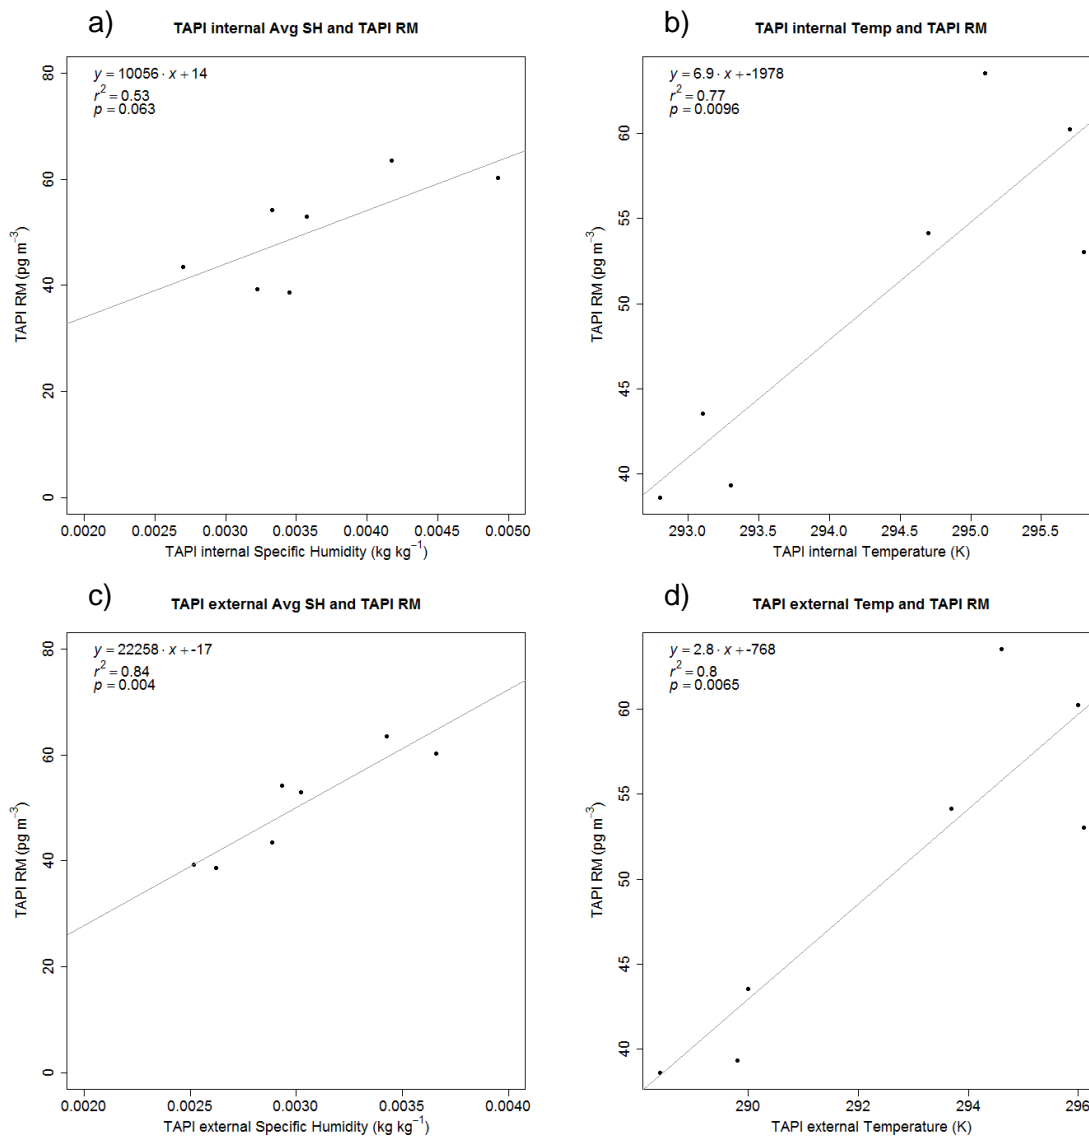 a)
TAPI internal Avg SH and TAPI RM
y = 10056 · x + 14
r² = 0.53
p = 0.063
80
60
40
20
0
TAPI RM (pg m⁻³)
0.0020 0.0025 0.0030 0.0035 0.0040 0.0045 0.0050
TAPI internal Specific Humidity (kg kg⁻¹)
b)
TAPI internal Temp and TAPI RM
y = 6.9 · x + -1978
r² = 0.77
p = 0.0096
60
55
50
45
40
TAPI RM (pg m⁻³)
293.0 293.5 294.0 294.5 295.0 295.5
TAPI internal Temperature (K)
c)
TAPI external Avg SH and TAPI RM
y = 22258 · x + -17
r² = 0.84
p = 0.004
80
60
40
20
0
TAPI RM (pg m⁻³)
0.0020 0.0025 0.0030 0.0035 0.0040
TAPI external Specific Humidity (kg kg⁻¹)
d)
TAPI external Temp and TAPI RM
y = 2.8 · x + -768
r² = 0.8
p = 0.0065
60
55
50
45
40
TAPI RM (pg m⁻³)
290 292 294 296
TAPI external Temperature (K)